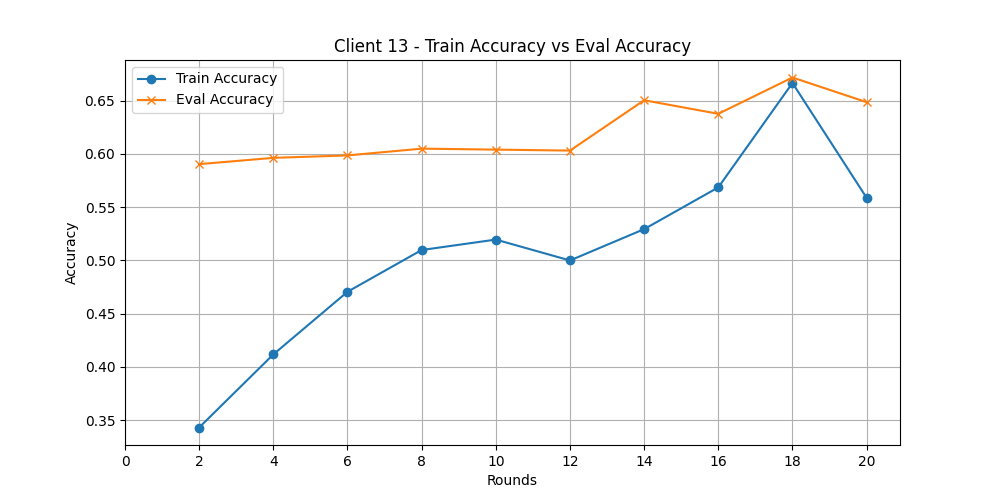 Client 13 - Train Accuracy vs Eval Accuracy
Train Accuracy
Eval Accuracy
Accuracy
0.65
0.60
0.55
0.50
0.45
0.40
0.35
0 2 4 6 8 10 12 14 16 18 20
Rounds